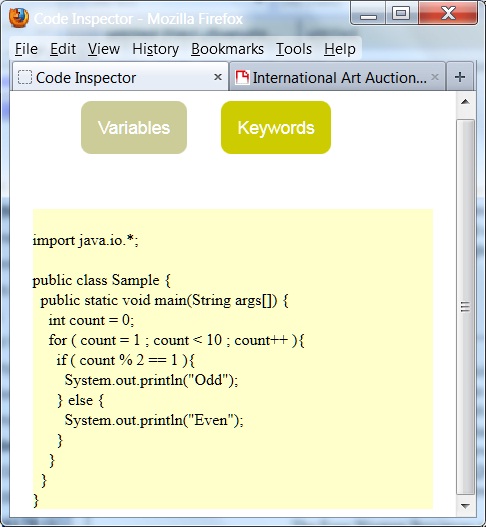 Code Inspector - Mozilla Firefox
File Edit View History Bookmarks Tools Help
Code Inspector × International Art Auction... × +
Variables Keywords
import java.io.*;
public class Sample {
public static void main(String args[]) {
int count = 0;
for ( count = 1 ; count < 10 ; count++ ){
if ( count % 2 == 1 ){
System.out.println("Odd");
} else {
System.out.println("Even");
}
}
}
}